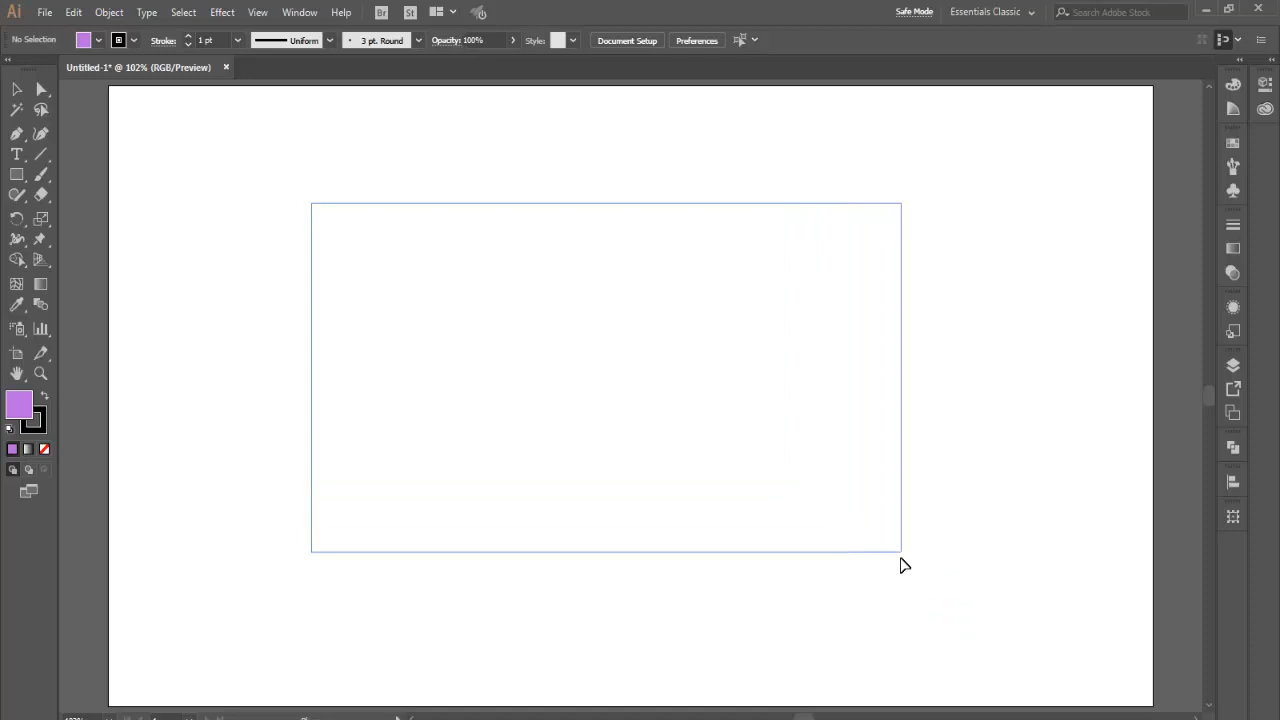 Ai File Edit Object Type Select Effect View Window Help Br St Safe Mode Essentials Classic Search Adobe Stock
No Selection Stroke: 1 pt Uniform 3 pt. Round Opacity: 100% Style: Document Setup Preferences
Untitled-1* @ 102% (RGB/Preview)